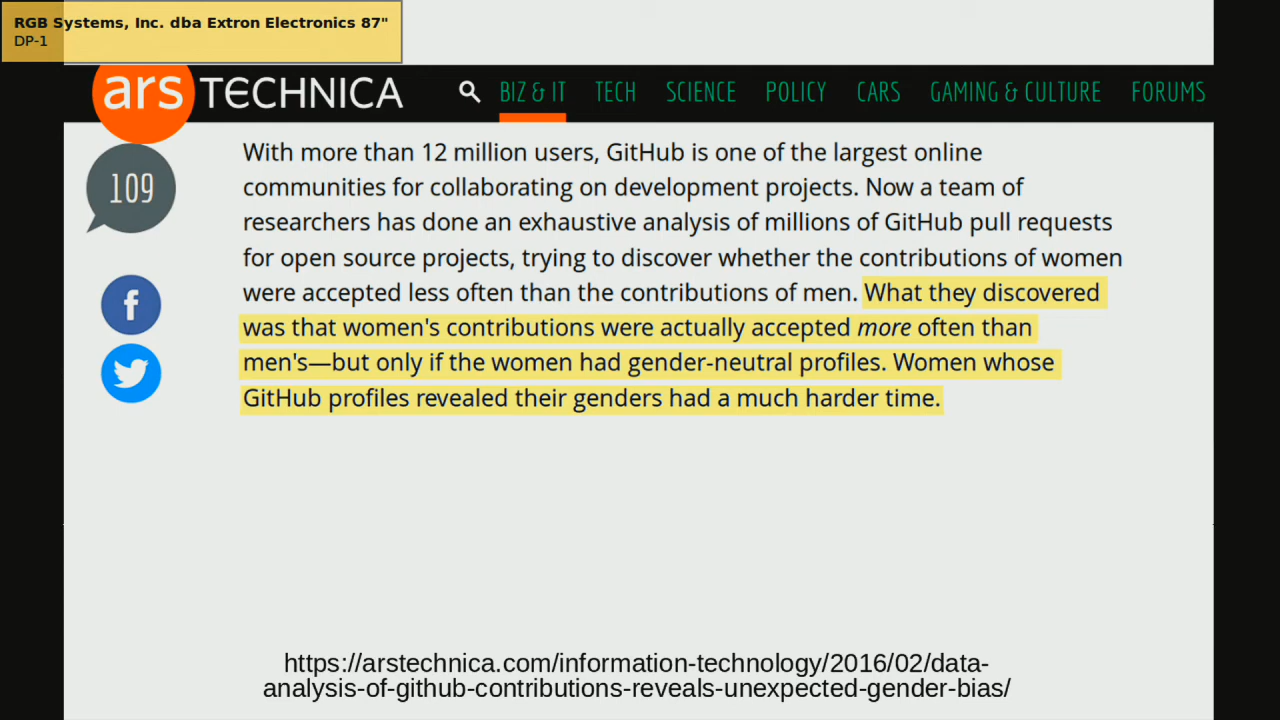 RGB Systems, Inc. dba Extron Electronics 87"
DP-1
ars TECHNICA
BIZ & IT TECH SCIENCE POLICY CARS GAMING & CULTURE FORUMS
109
With more than 12 million users, GitHub is one of the largest online
communities for collaborating on development projects. Now a team of
researchers has done an exhaustive analysis of millions of GitHub pull requests
for open source projects, trying to discover whether the contributions of women
were accepted less often than the contributions of men. What they discovered
was that women's contributions were actually accepted more often than
men's—but only if the women had gender-neutral profiles. Women whose
GitHub profiles revealed their genders had a much harder time.
https://arstechnica.com/information-technology/2016/02/data-
analysis-of-github-contributions-reveals-unexpected-gender-bias/